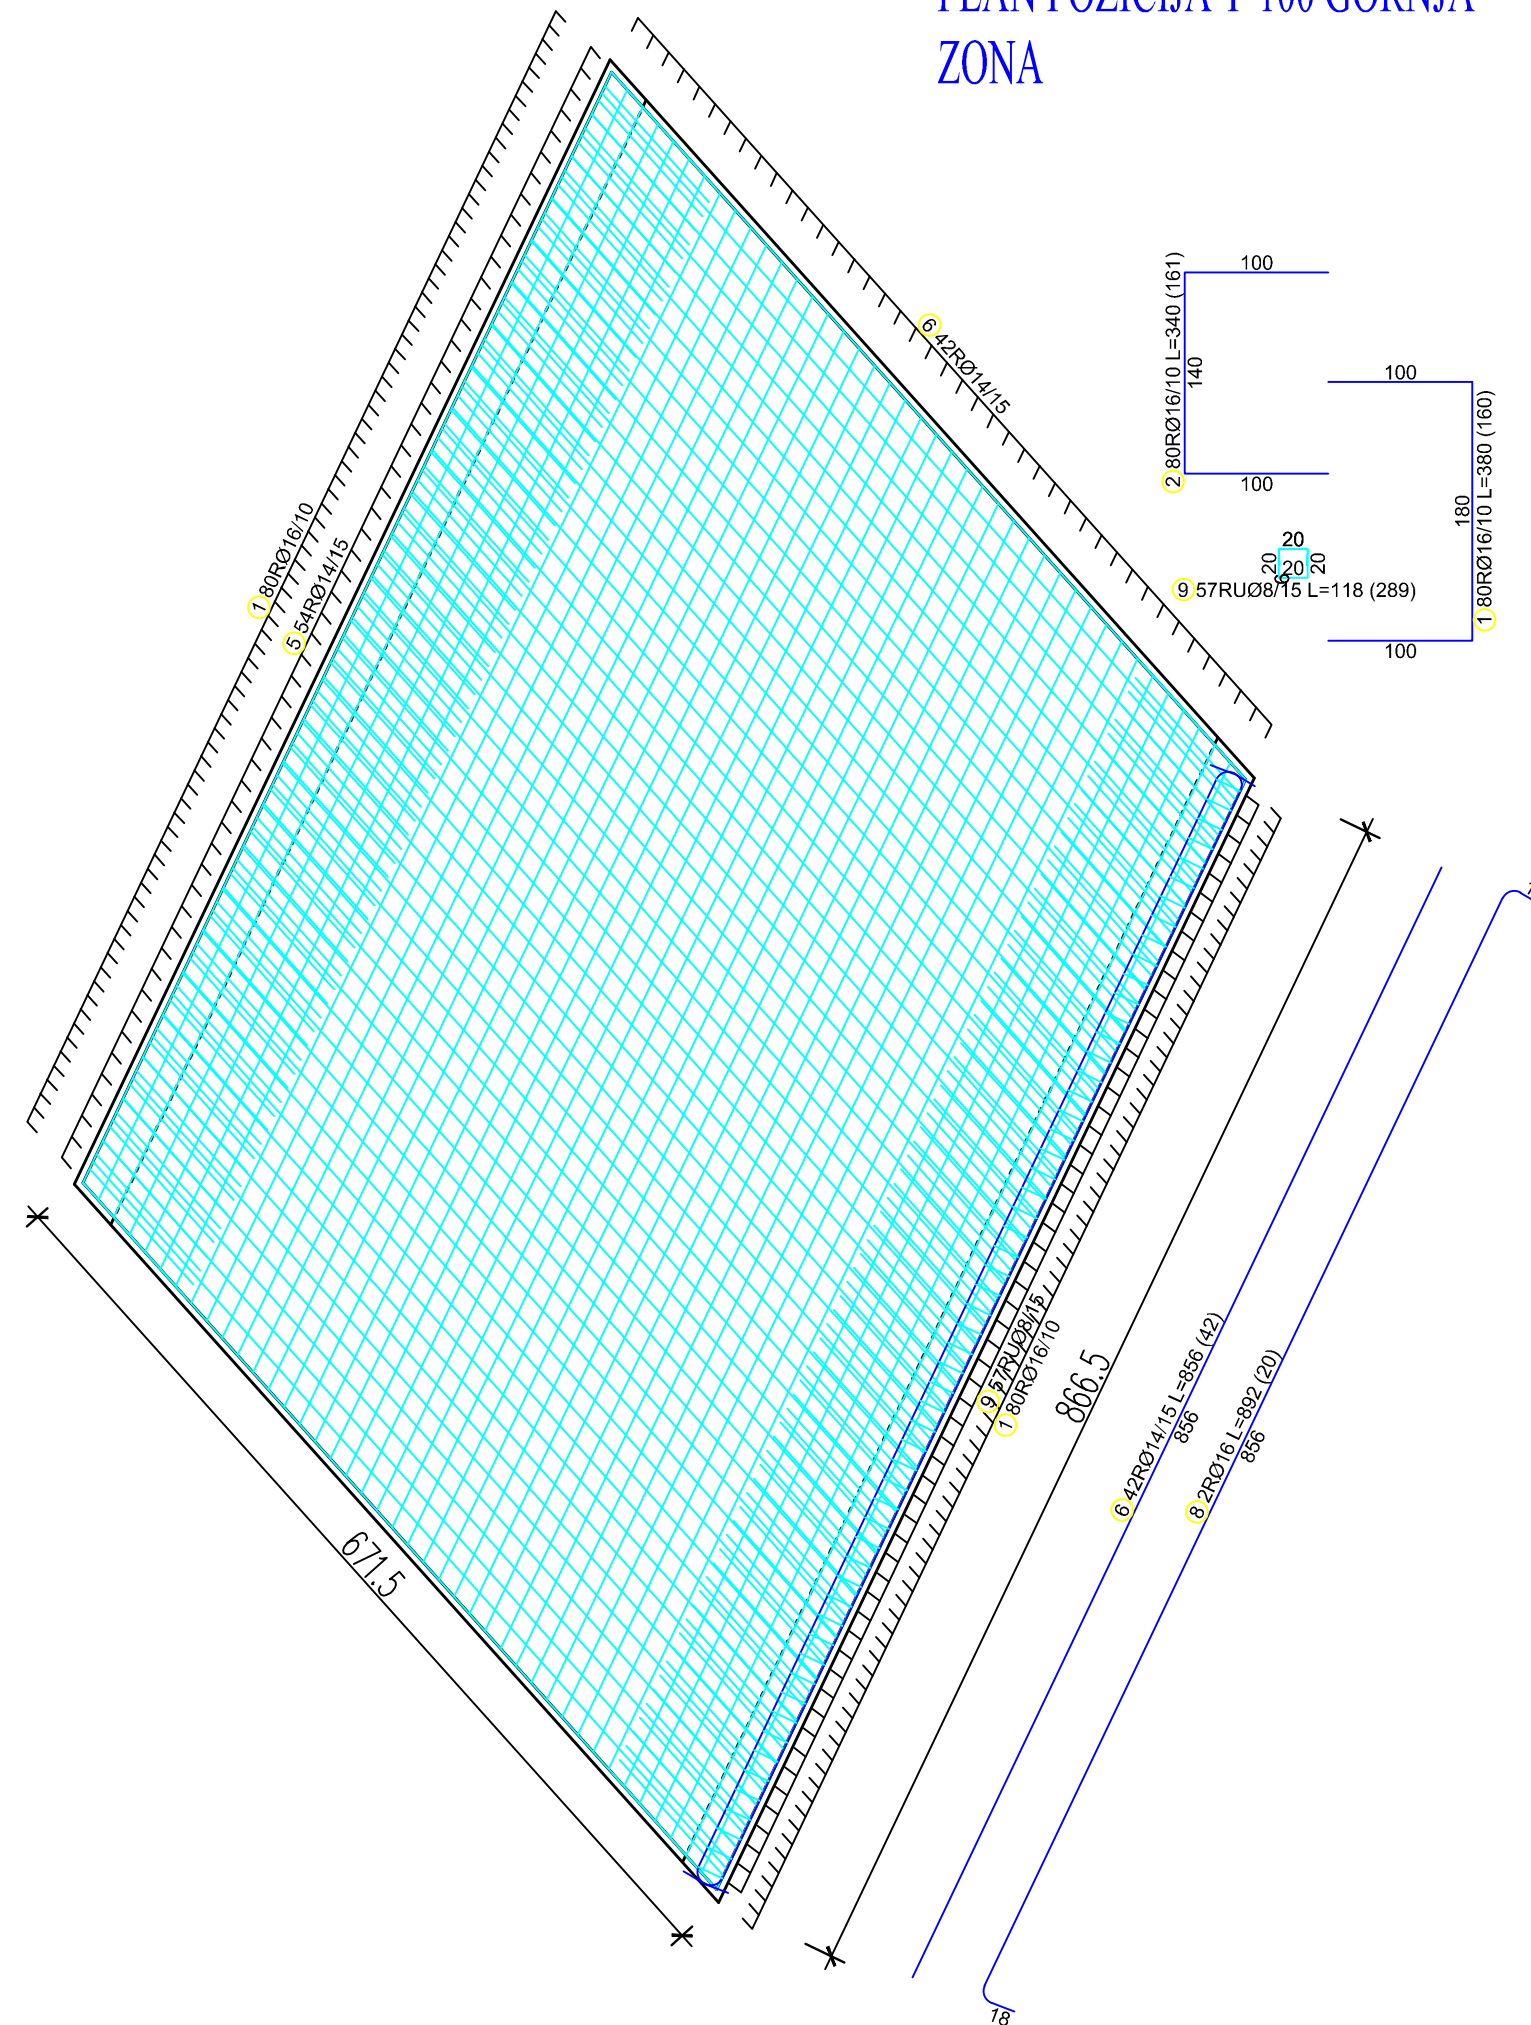 ZONA
100
② 80RØ16/10 L=340 (161)
140
100
100
① 80RØ16/10 L=380 (160)
180
100
20
20
20
20
6
⑨ 57RUØ8/15 L=118 (289)
⑥ 42RØ14/15
① 80RØ16/10
⑤ 54RØ14/15
⑨ 57RUØ8/15
① 80RØ16/10
866.5
671.5
⑥ 42RØ14/15 L=856 (42)
856
⑧ 2RØ16 L=892 (20)
856
18